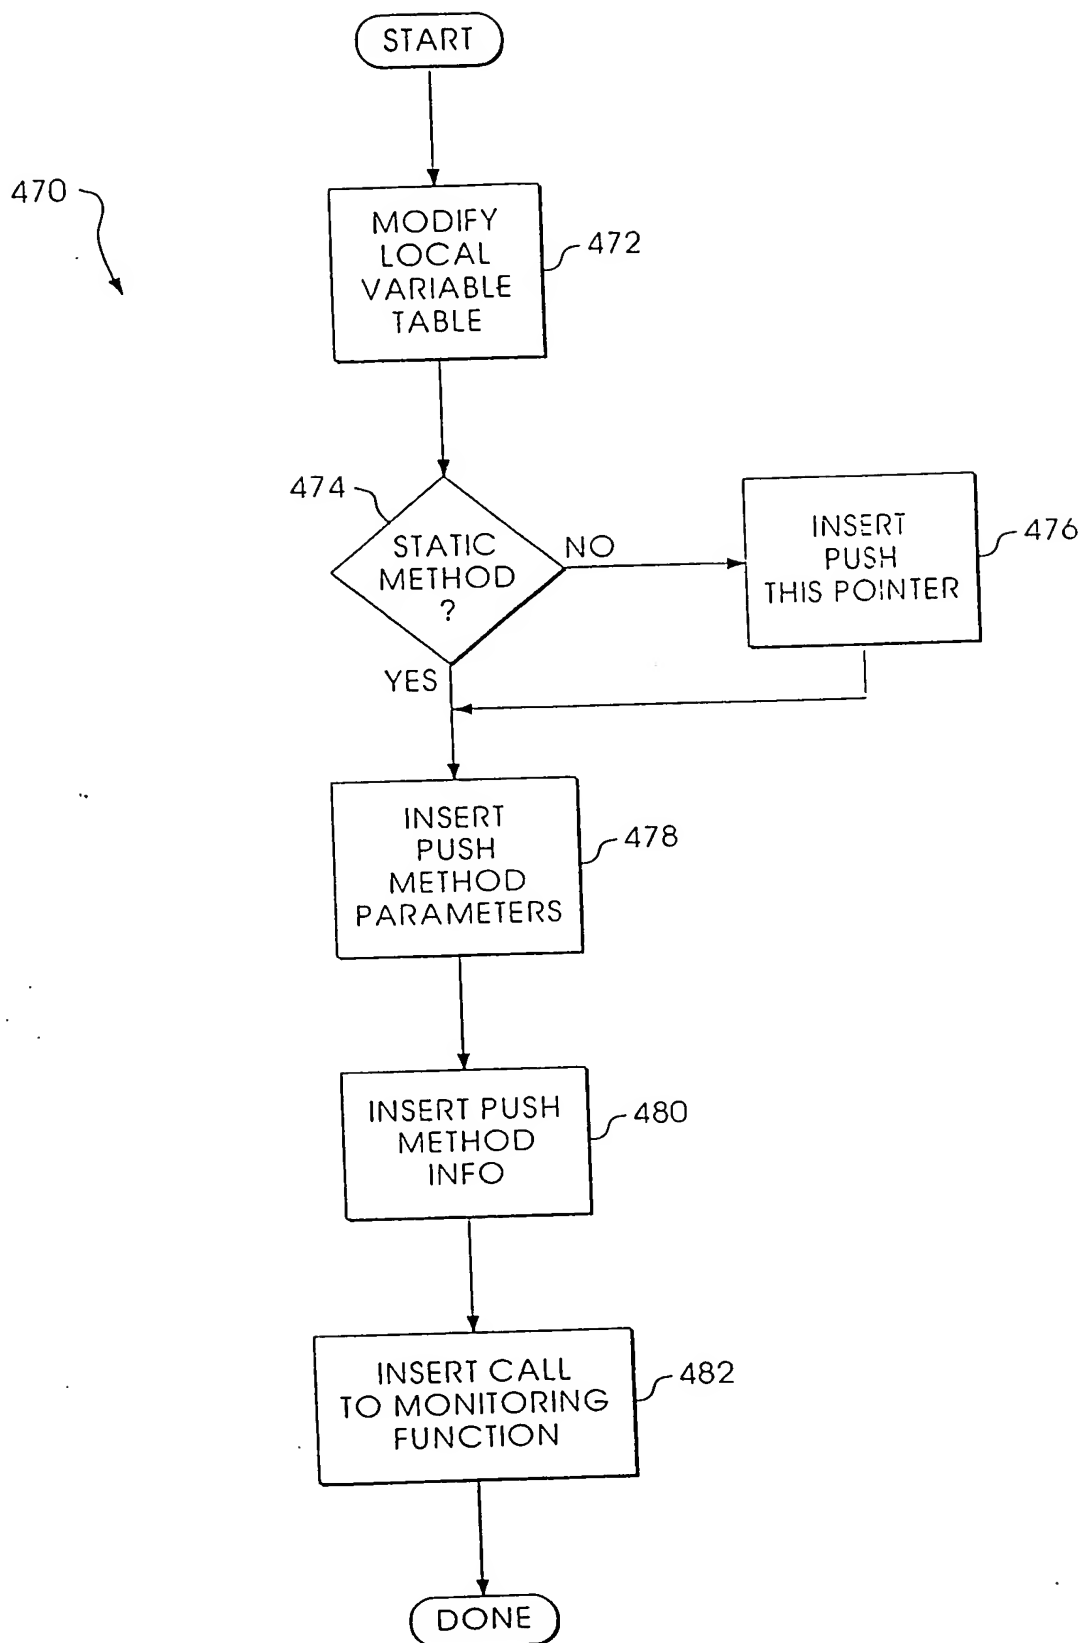 START
470
MODIFY
LOCAL
VARIABLE
TABLE
472
474
STATIC
METHOD
?
NO
YES
INSERT
PUSH
THIS POINTER
476
INSERT
PUSH
METHOD
PARAMETERS
478
INSERT PUSH
METHOD
INFO
480
INSERT CALL
TO MONITORING
FUNCTION
482
DONE